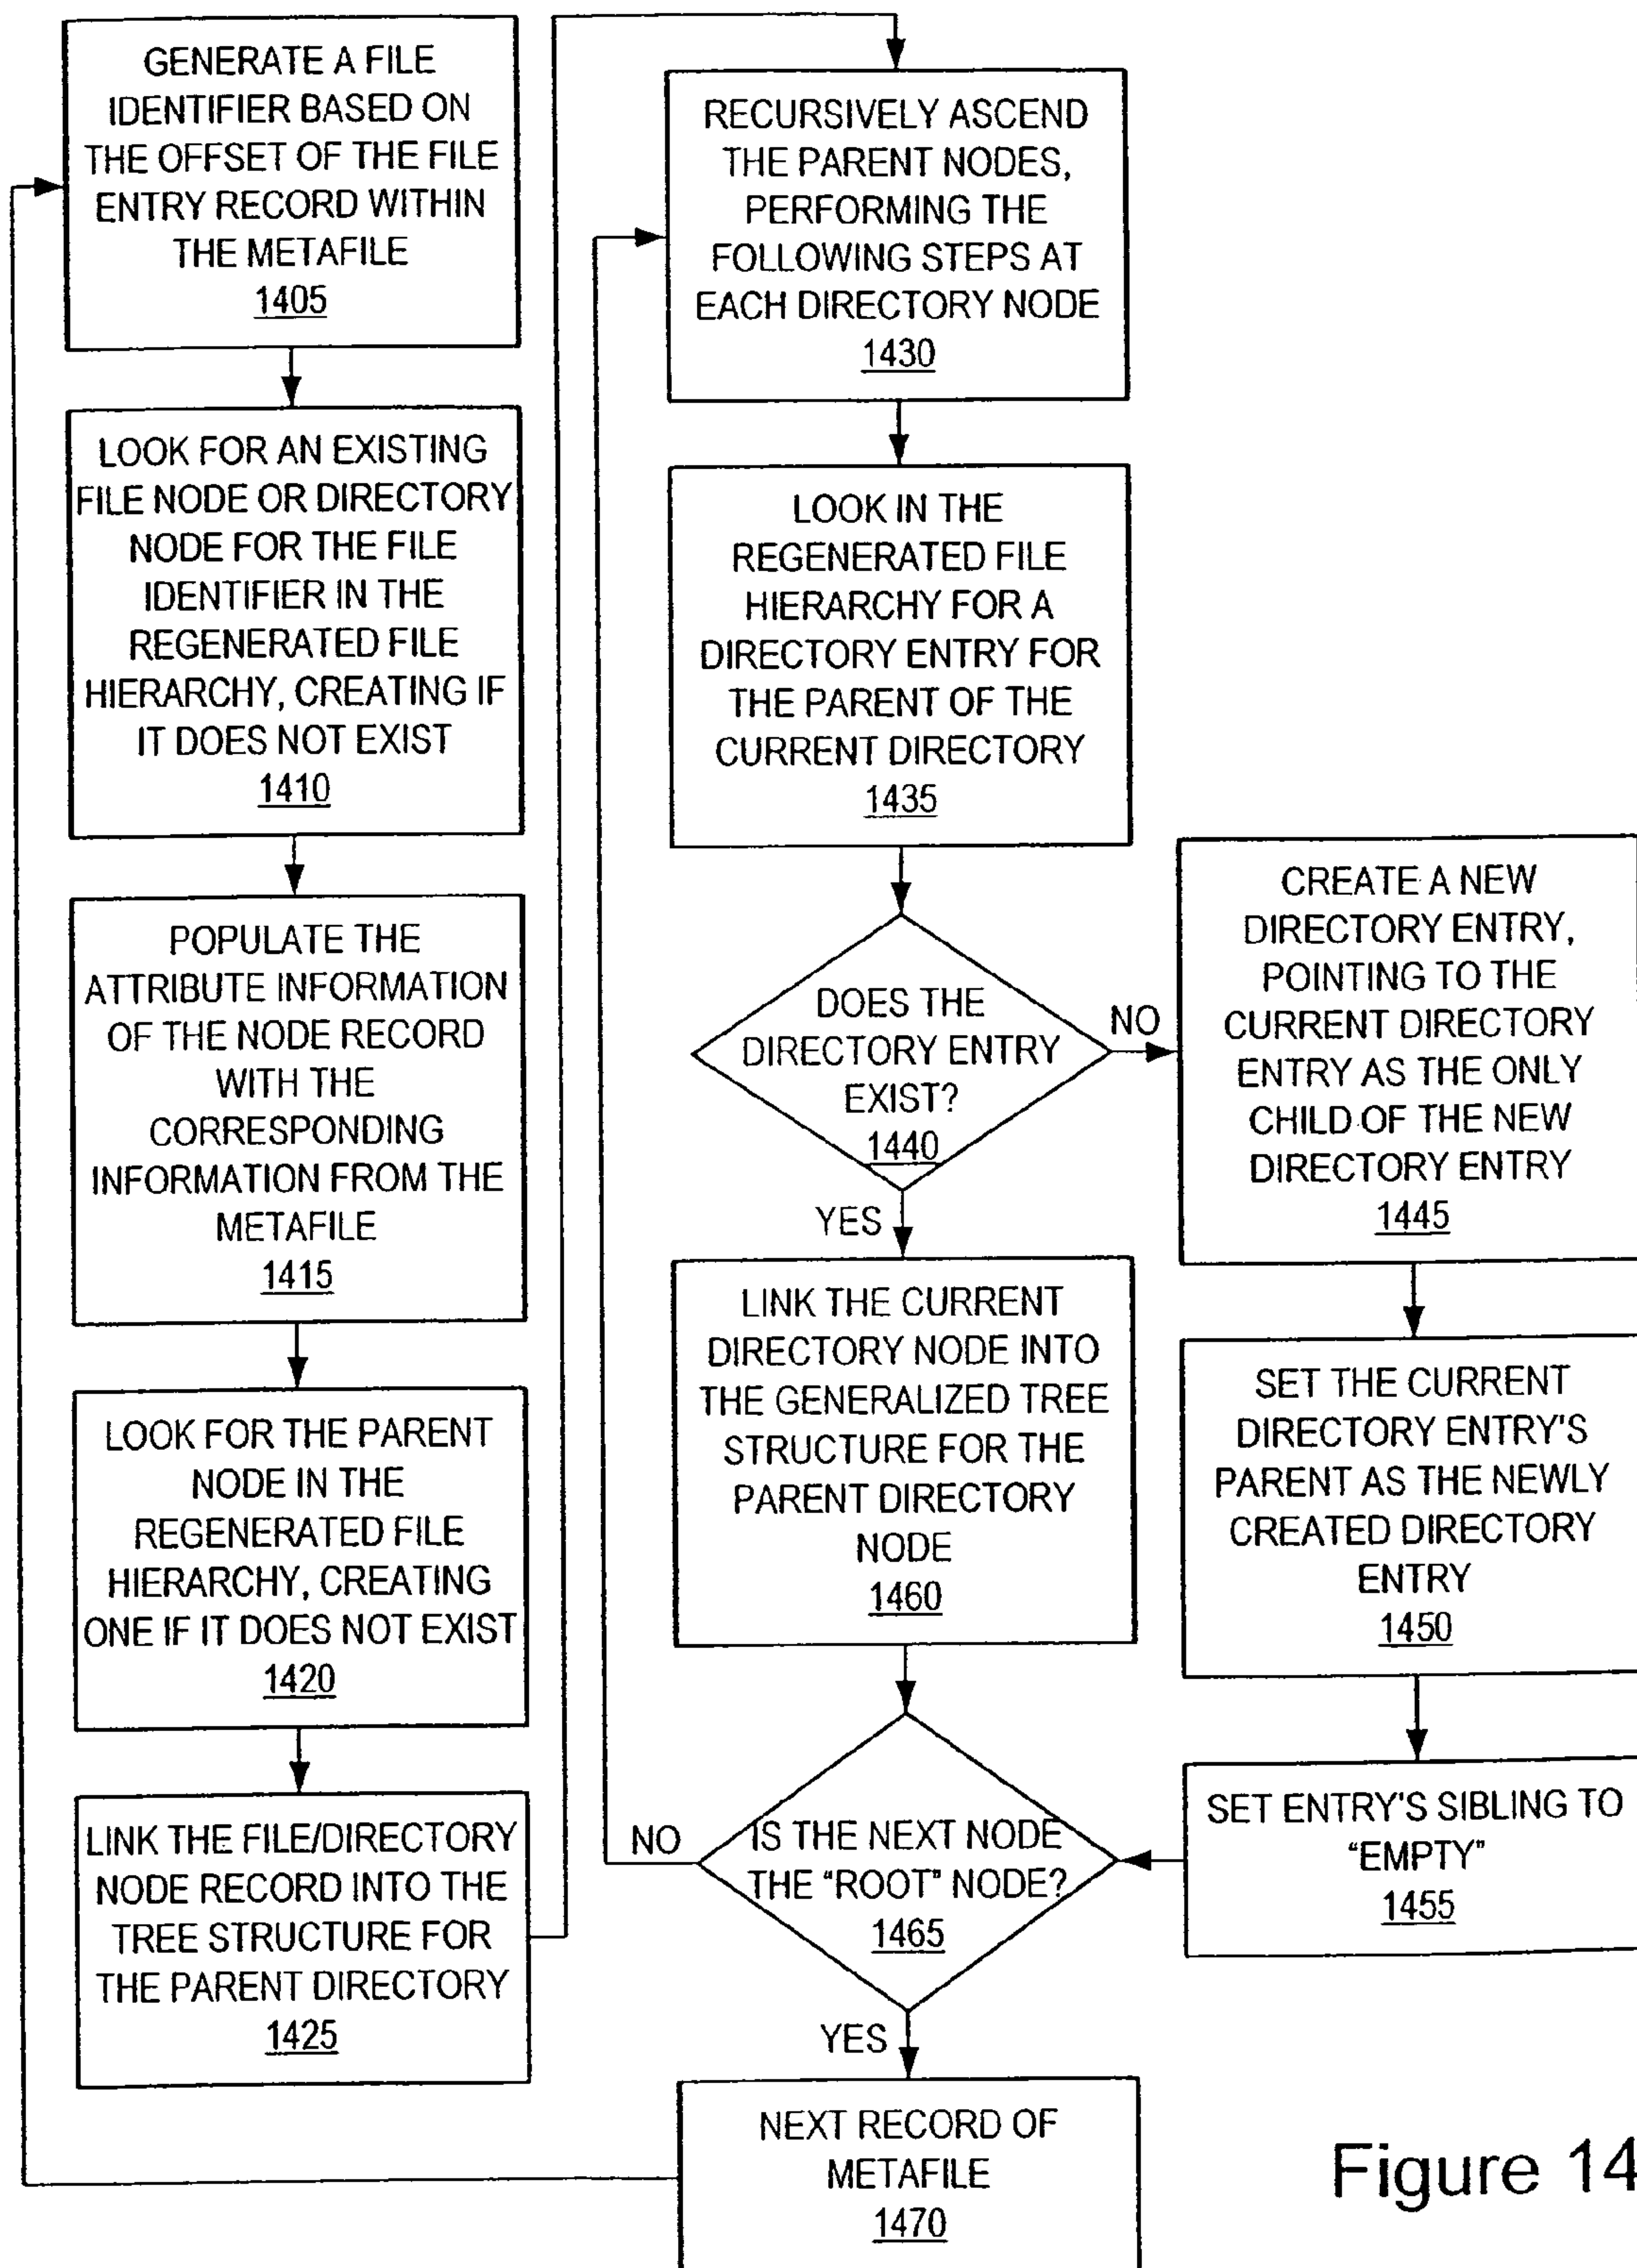 GENERATE A FILE
IDENTIFIER BASED ON
THE OFFSET OF THE FILE
ENTRY RECORD WITHIN
THE METAFILE
1405
LOOK FOR AN EXISTING
FILE NODE OR DIRECTORY
NODE FOR THE FILE
IDENTIFIER IN THE
REGENERATED FILE
HIERARCHY, CREATING IF
IT DOES NOT EXIST
1410
POPULATE THE
ATTRIBUTE INFORMATION
OF THE NODE RECORD
WITH THE
CORRESPONDING
INFORMATION FROM THE
METAFILE
1415
LOOK FOR THE PARENT
NODE IN THE
REGENERATED FILE
HIERARCHY, CREATING
ONE IF IT DOES NOT EXIST
1420
LINK THE FILE/DIRECTORY
NODE RECORD INTO THE
TREE STRUCTURE FOR
THE PARENT DIRECTORY
1425
RECURSIVELY ASCEND
THE PARENT NODES,
PERFORMING THE
FOLLOWING STEPS AT
EACH DIRECTORY NODE
1430
LOOK IN THE
REGENERATED FILE
HIERARCHY FOR A
DIRECTORY ENTRY FOR
THE PARENT OF THE
CURRENT DIRECTORY
1435
DOES THE
DIRECTORY ENTRY
EXIST?
1440
NO
YES
CREATE A NEW
DIRECTORY ENTRY,
POINTING TO THE
CURRENT DIRECTORY
ENTRY AS THE ONLY
CHILD OF THE NEW
DIRECTORY ENTRY
1445
SET THE CURRENT
DIRECTORY ENTRY'S
PARENT AS THE NEWLY
CREATED DIRECTORY
ENTRY
1450
SET ENTRY'S SIBLING TO
“EMPTY”
1455
LINK THE CURRENT
DIRECTORY NODE INTO
THE GENERALIZED TREE
STRUCTURE FOR THE
PARENT DIRECTORY
NODE
1460
IS THE NEXT NODE
THE “ROOT” NODE?
1465
NO
YES
NEXT RECORD OF
METAFILE
1470
Figure 14